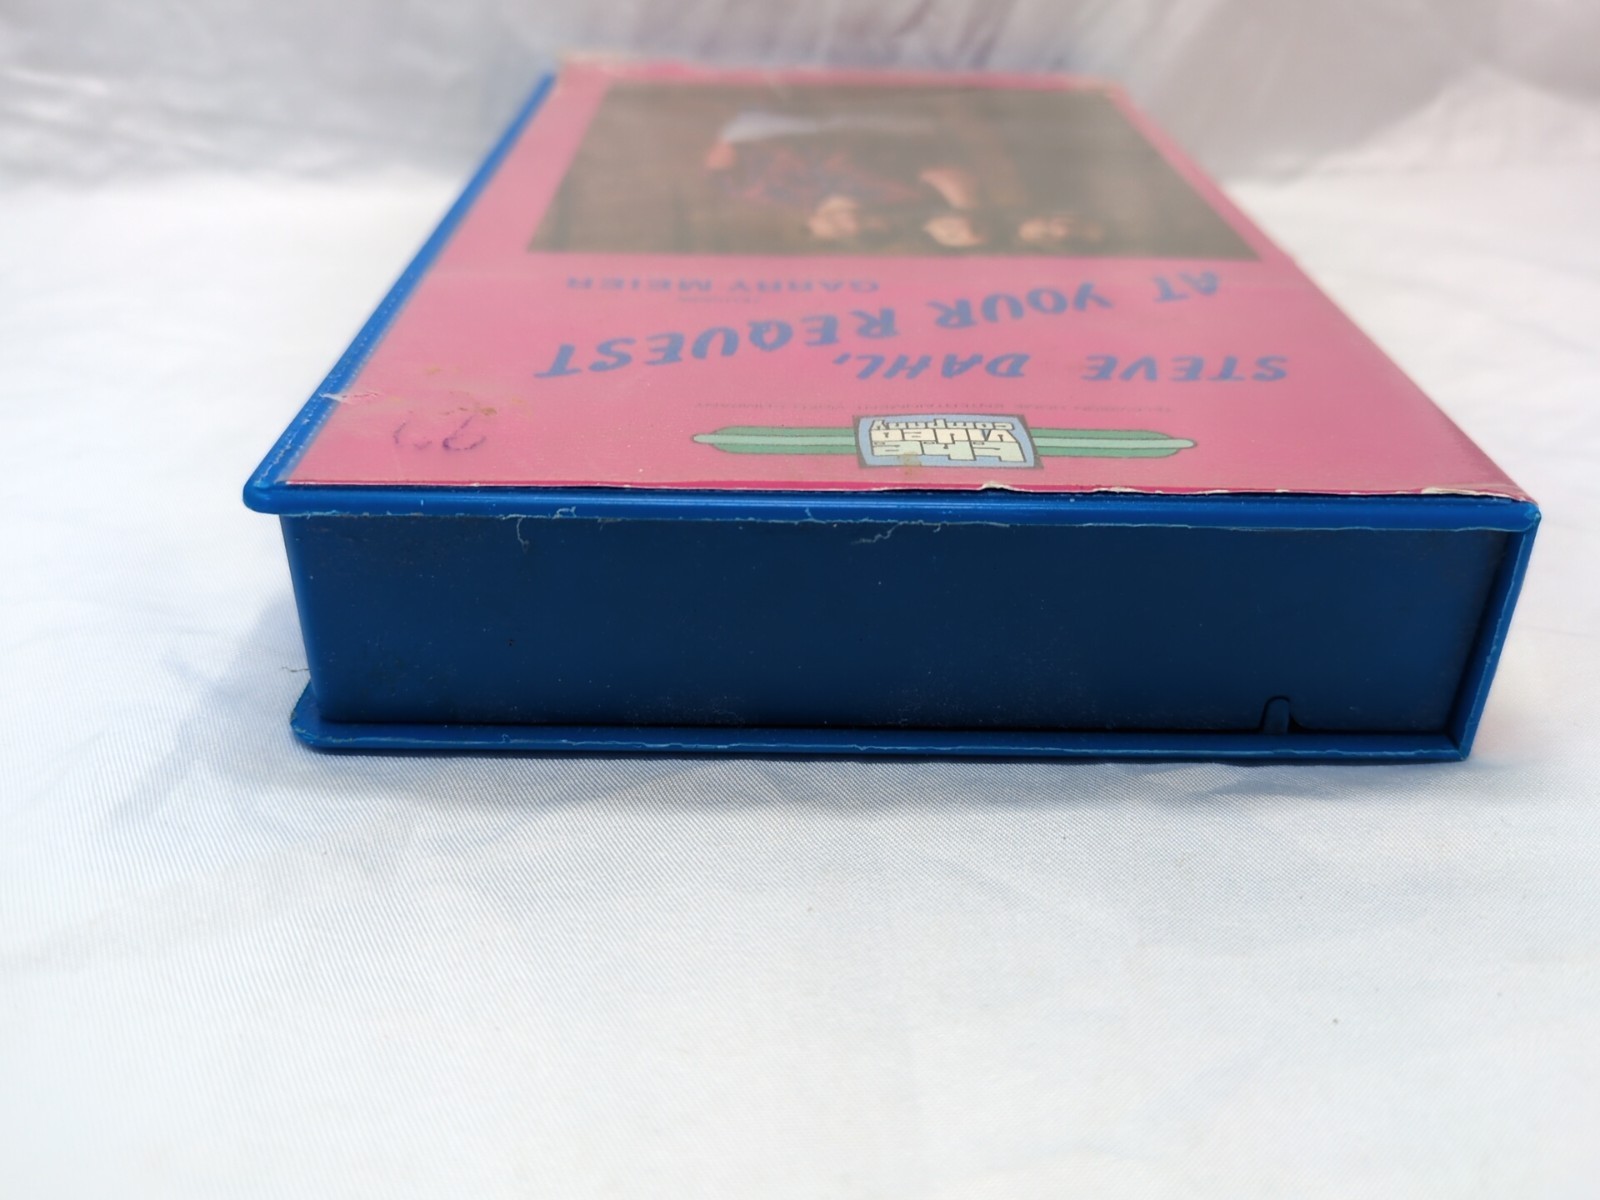 the
video
company
STEVE DAHL,
AT YOUR REQUEST
GARRY MEIER